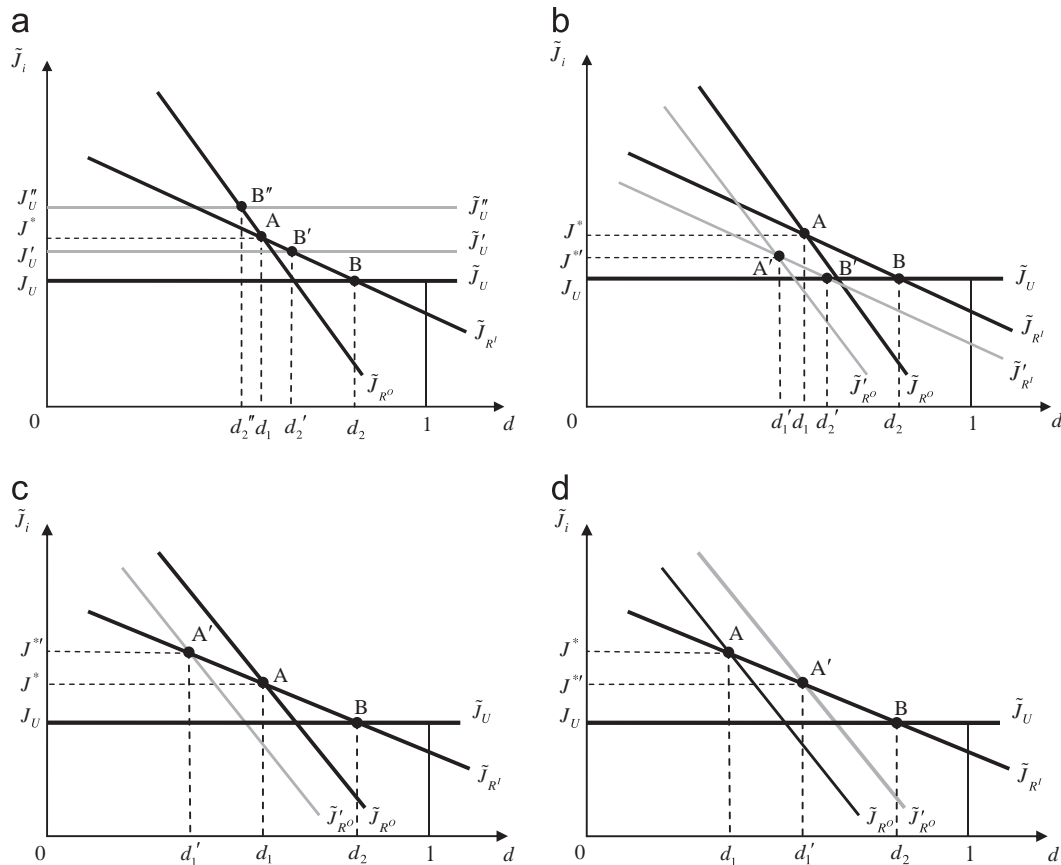 a
J̃_i
J_U″
J*
J_U′
J_U
B″
A
B′
B
J̃_U″
J̃_U′
J̃_U
J̃_{R^I}
J̃_{R^O}
0
d_2″ d_1 d_2′ d_2 1 d
b
J̃_i
J*
J*′
J_U
A
A′
B′
B
J̃_U
J̃_{R^I}
J̃′_{R^I}
J̃′_{R^O} J̃_{R^O}
0
d_1′ d_1 d_2′ d_2 1 d
c
J̃_i
J*′
J*
J_U
A′
A
B
J̃_U
J̃_{R^I}
J̃′_{R^O} J̃_{R^O}
0 d_1′ d_1 d_2 1 d
d
J̃_i
J*
J*′
J_U
A
A′
B
J̃_U
J̃_{R^I}
J̃_{R^O} J̃′_{R^O}
0 d_1 d_1′ d_2 1 d